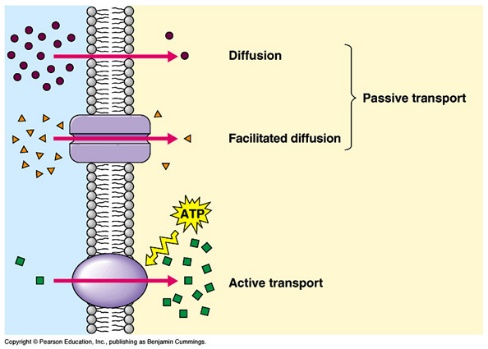 Diffusion
Passive transport
Facilitated diffusion
ATP
Active transport
Copyright © Pearson Education, Inc., publishing as Benjamin Cummings.